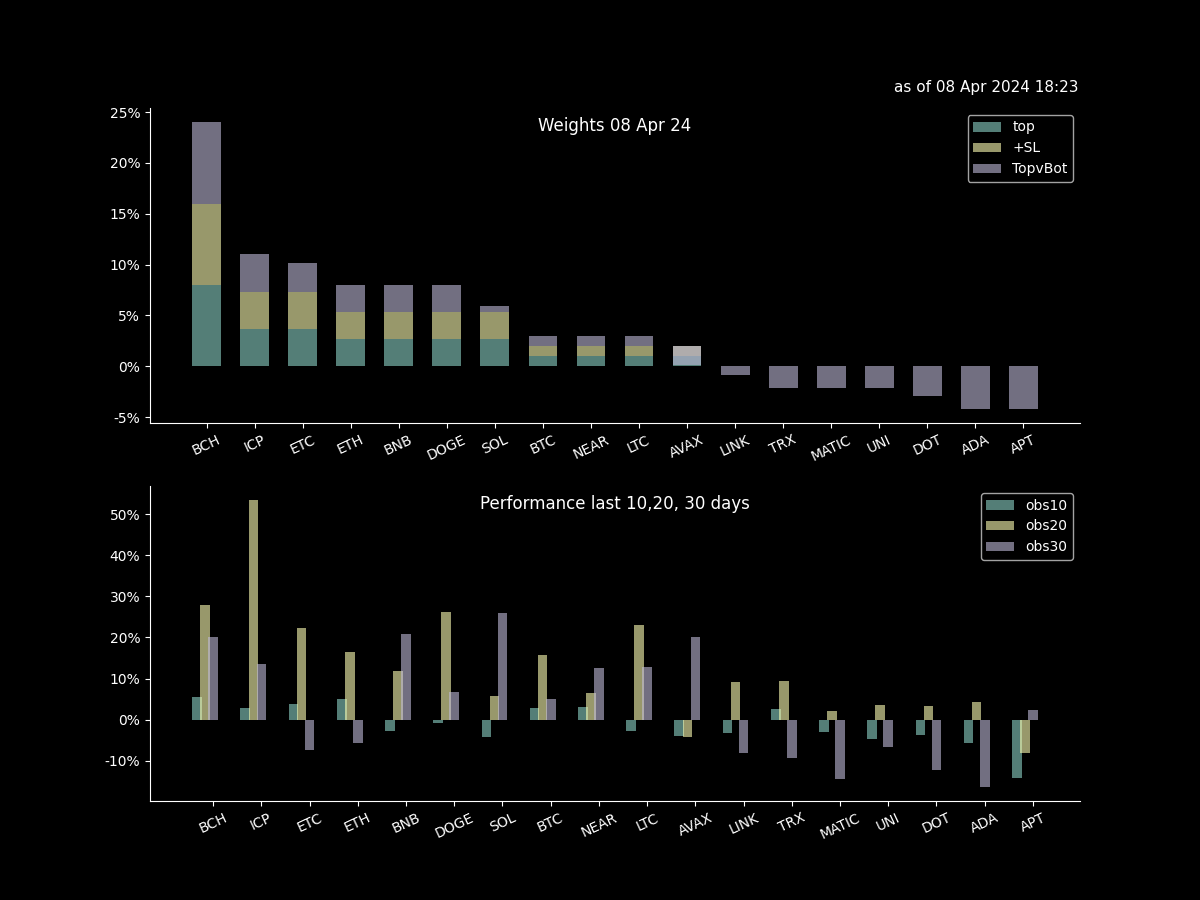 as of 08 Apr 2024 18:23
Weights 08 Apr 24
25%
20%
15%
10%
5%
0%
-5%
top
+SL
TopvBot
BCH ICP ETC ETH BNB DOGE SOL BTC NEAR LTC AVAX LINK TRX MATIC UNI DOT ADA APT
Performance last 10,20, 30 days
50%
40%
30%
20%
10%
0%
-10%
obs10
obs20
obs30
BCH ICP ETC ETH BNB DOGE SOL BTC NEAR LTC AVAX LINK TRX MATIC UNI DOT ADA APT